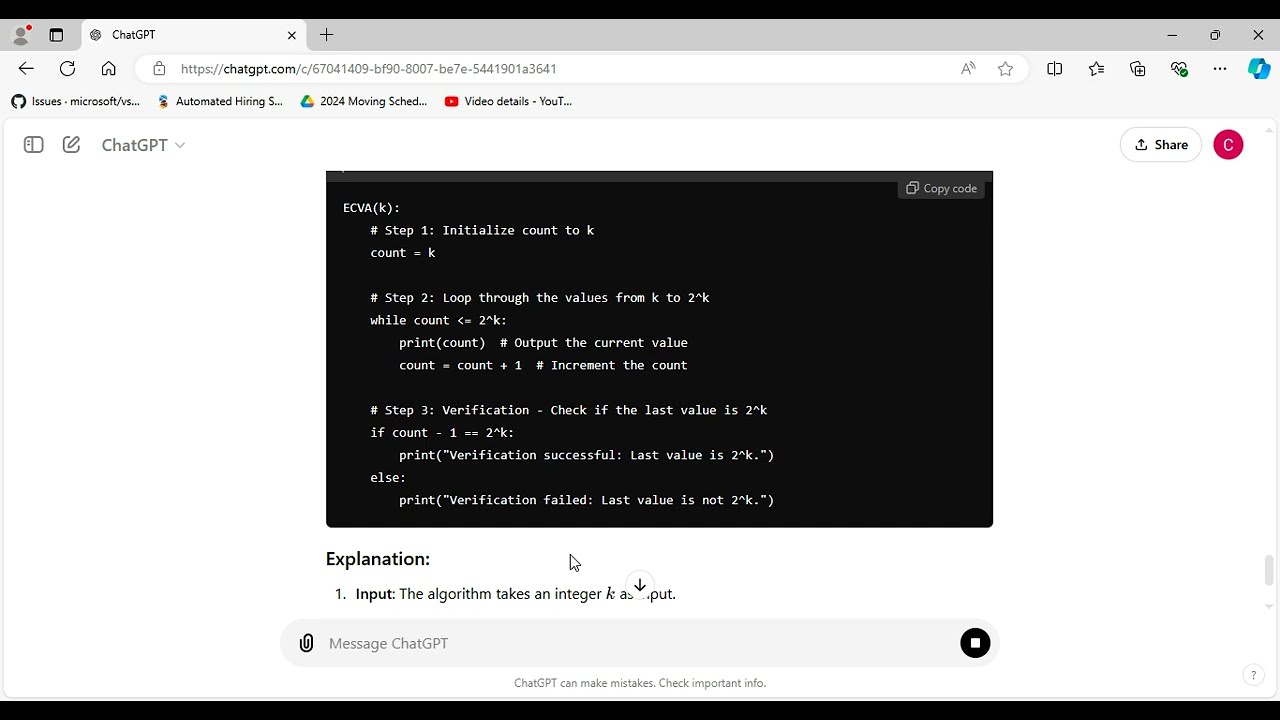 ChatGPT
https://chatgpt.com/c/67041409-bf90-8007-be7e-5441901a3641
Issues · microsoft/vs...
Automated Hiring S...
2024 Moving Sched...
Video details - YouT...
ChatGPT
Share
C
Copy code
ECVA(k):
# Step 1: Initialize count to k
count = k
# Step 2: Loop through the values from k to 2^k
while count <= 2^k:
print(count)  # Output the current value
count = count + 1  # Increment the count
# Step 3: Verification - Check if the last value is 2^k
if count - 1 == 2^k:
print("Verification successful: Last value is 2^k.")
else:
print("Verification failed: Last value is not 2^k.")
Explanation:
1. Input: The algorithm takes an integer k as input.
Message ChatGPT
ChatGPT can make mistakes. Check important info.
?